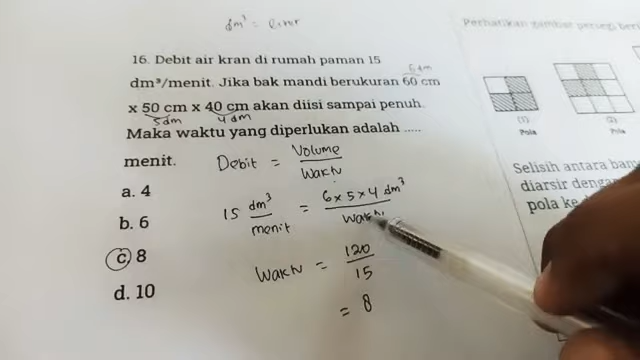 dm³ = liter
16. Debit air kran di rumah paman 15
6 dm
dm³/menit. Jika bak mandi berukuran 60 cm
x 50 cm x 40 cm akan diisi sampai penuh.
5dm 4 dm
Maka waktu yang diperlukan adalah .....
menit.
Debit = Volume / Waktu
a. 4
15 dm³/menit = 6 x 5 x 4 dm³ / Waktu
b. 6
c. 8
Waktu = 120 / 15
d. 10
= 8
Perhatikan gambar persegi beri
(1)
Pola
(2)
Pola
Selisih antara ban
diarsir dengan
pola ke